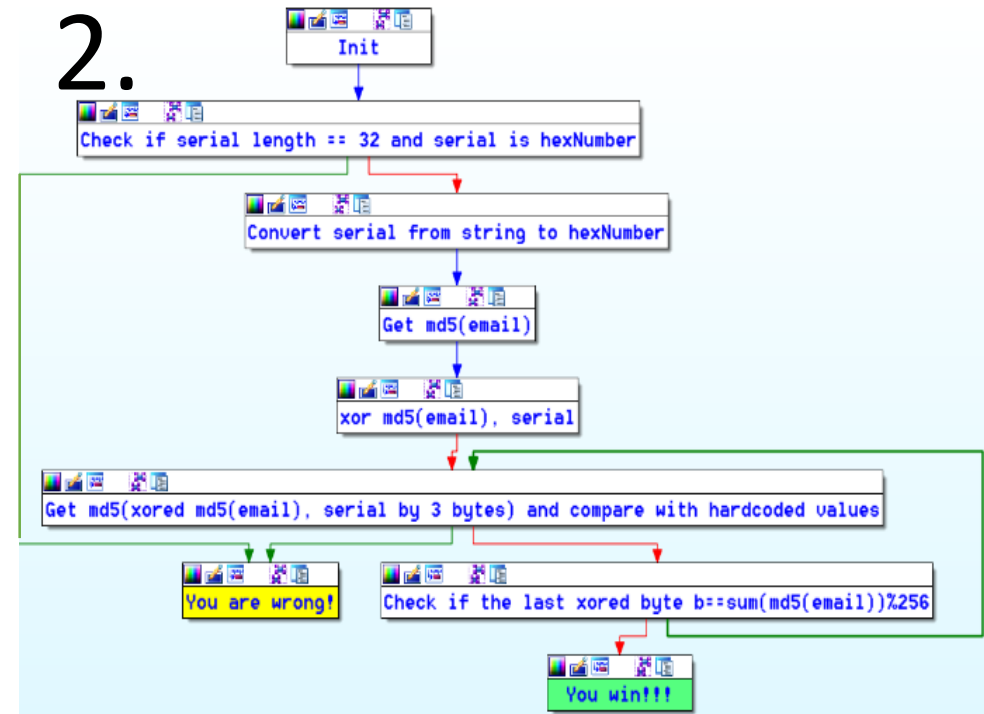 2.
Init
Check if serial length == 32 and serial is hexNumber
Convert serial from string to hexNumber
Get md5(email)
xor md5(email), serial
Get md5(xored md5(email), serial by 3 bytes) and compare with hardcoded values
You are wrong!
Check if the last xored byte b==sum(md5(email))%256
You win!!!